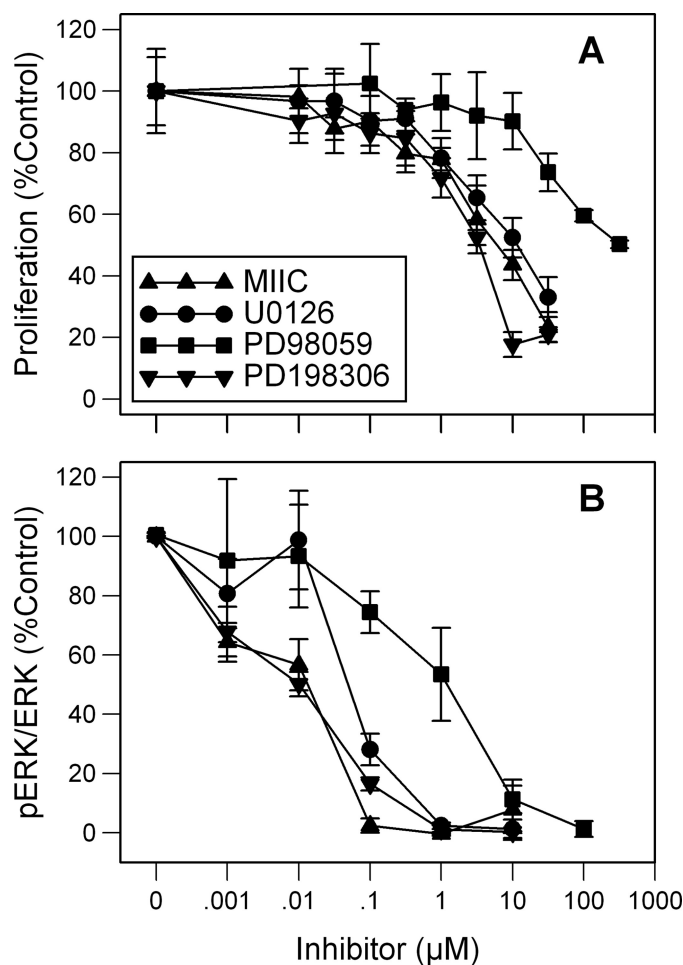 A
Proliferation (%Control)
120
100
80
60
40
20
0
MIIC
U0126
PD98059
PD198306
B
pERK/ERK (%Control)
120
100
80
60
40
20
0
0 .001 .01 .1 1 10 100 1000
Inhibitor (µM)